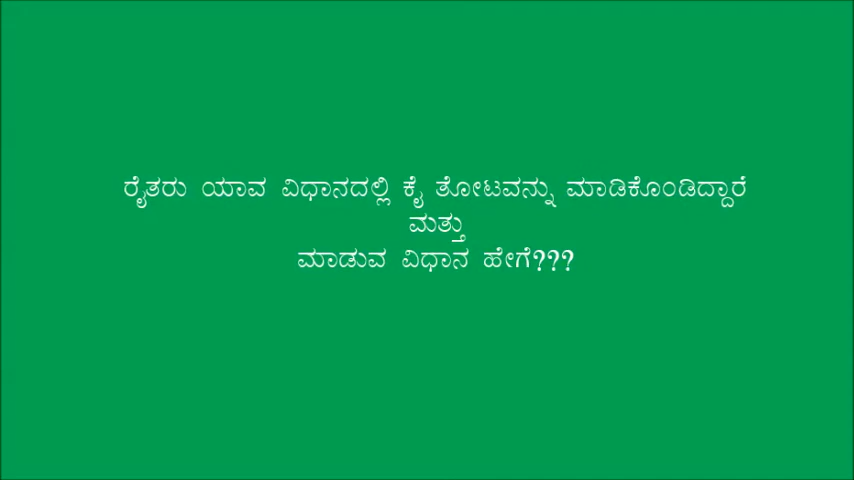 ರೈತರು ಯಾವ ವಿಧಾನದಲ್ಲಿ ಕೈ ತೋಟವನ್ನು ಮಾಡಿಕೊಂಡಿದ್ದಾರೆ
ಮತ್ತು
ಮಾಡುವ ವಿಧಾನ ಹೇಗೆ???